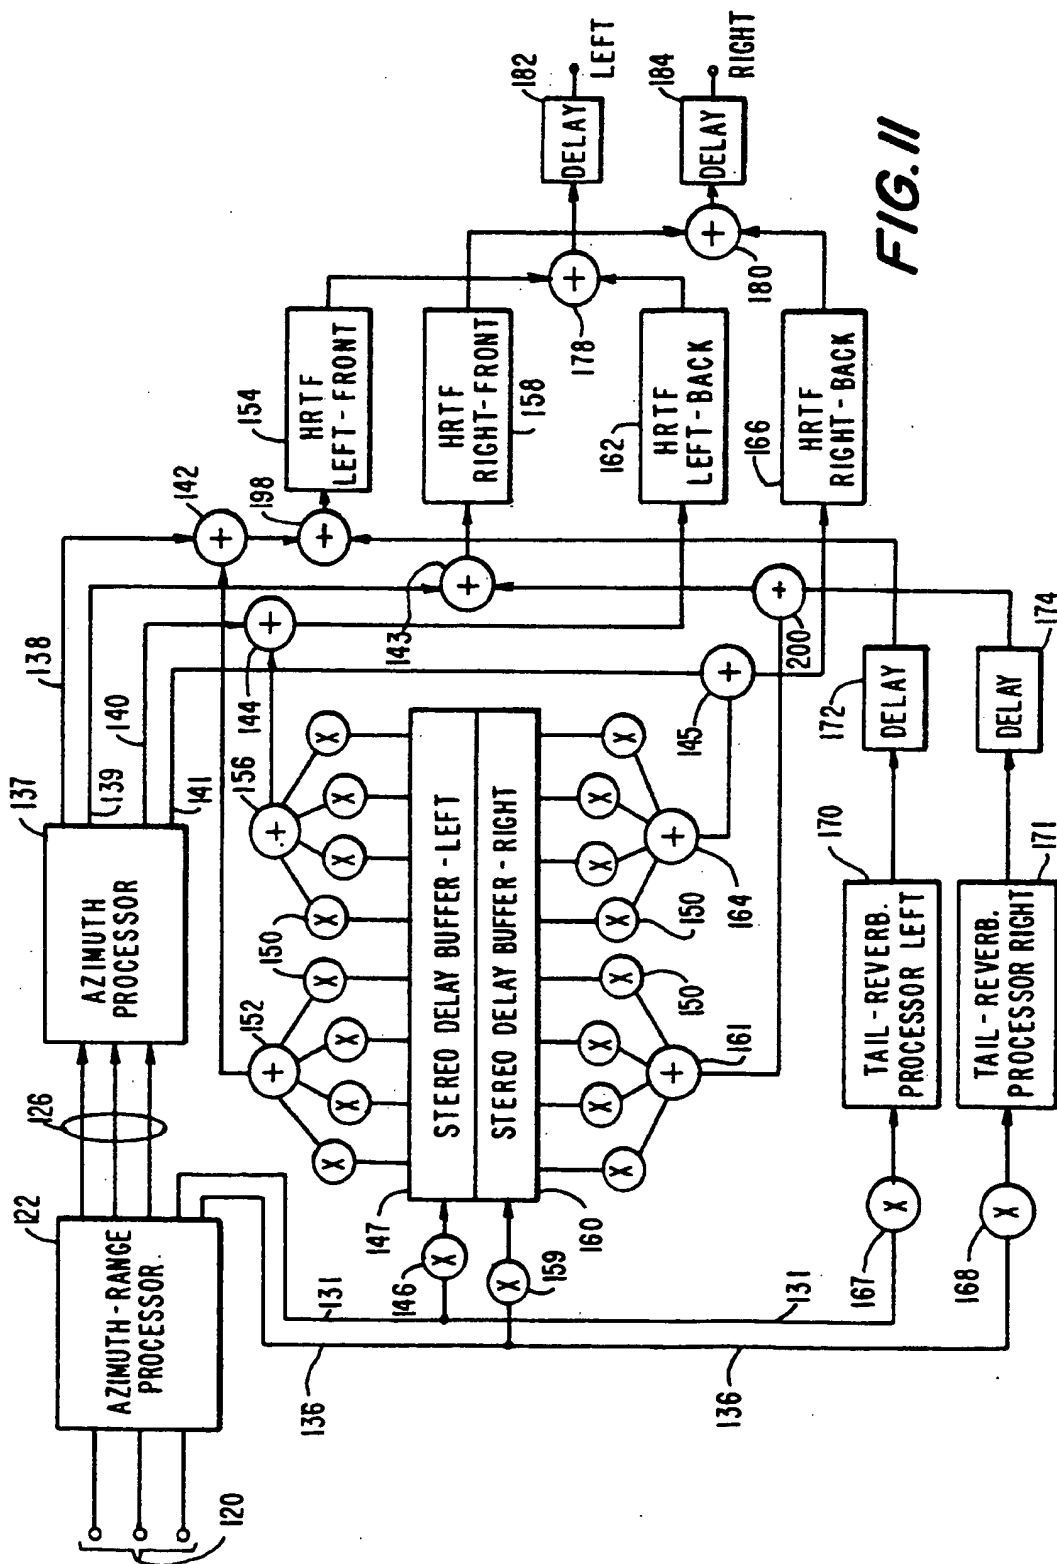 120
122
AZIMUTH-RANGE
PROCESSOR
126
137
AZIMUTH
PROCESSOR
138
139
140
141
142
198
154
HRTF
LEFT-FRONT
143
HRTF
RIGHT-FRONT
158
144
162
HRTF
LEFT-BACK
145
200
166
HRTF
RIGHT-BACK
178
180
182
DELAY
LEFT
184
DELAY
RIGHT
152
+
X
X
X
X
150
156
+
X
X
X
X
+
+
+
+
+
+
+
+
131
146
X
147
STEREO DELAY BUFFER-LEFT
STEREO DELAY BUFFER-RIGHT
159
X
160
X
X
X
X
150
+
161
X
X
X
X
150
+
164
136
131
136
167
X
170
TAIL-REVERB.
PROCESSOR LEFT
172
DELAY
168
X
TAIL-REVERB.
PROCESSOR RIGHT
171
DELAY
174
FIG.11